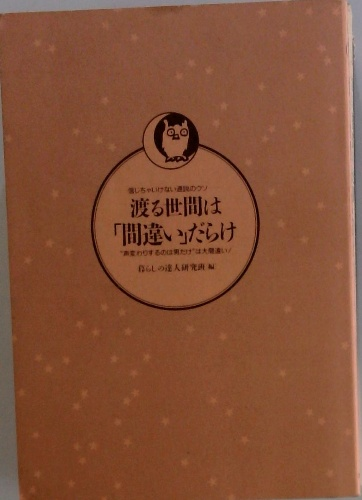 信じちゃいけない通説のウソ
渡る世間は
「間違い」だらけ
“声変わりするのは男だけ”は大間違い!
暮らしの達人研究班 編